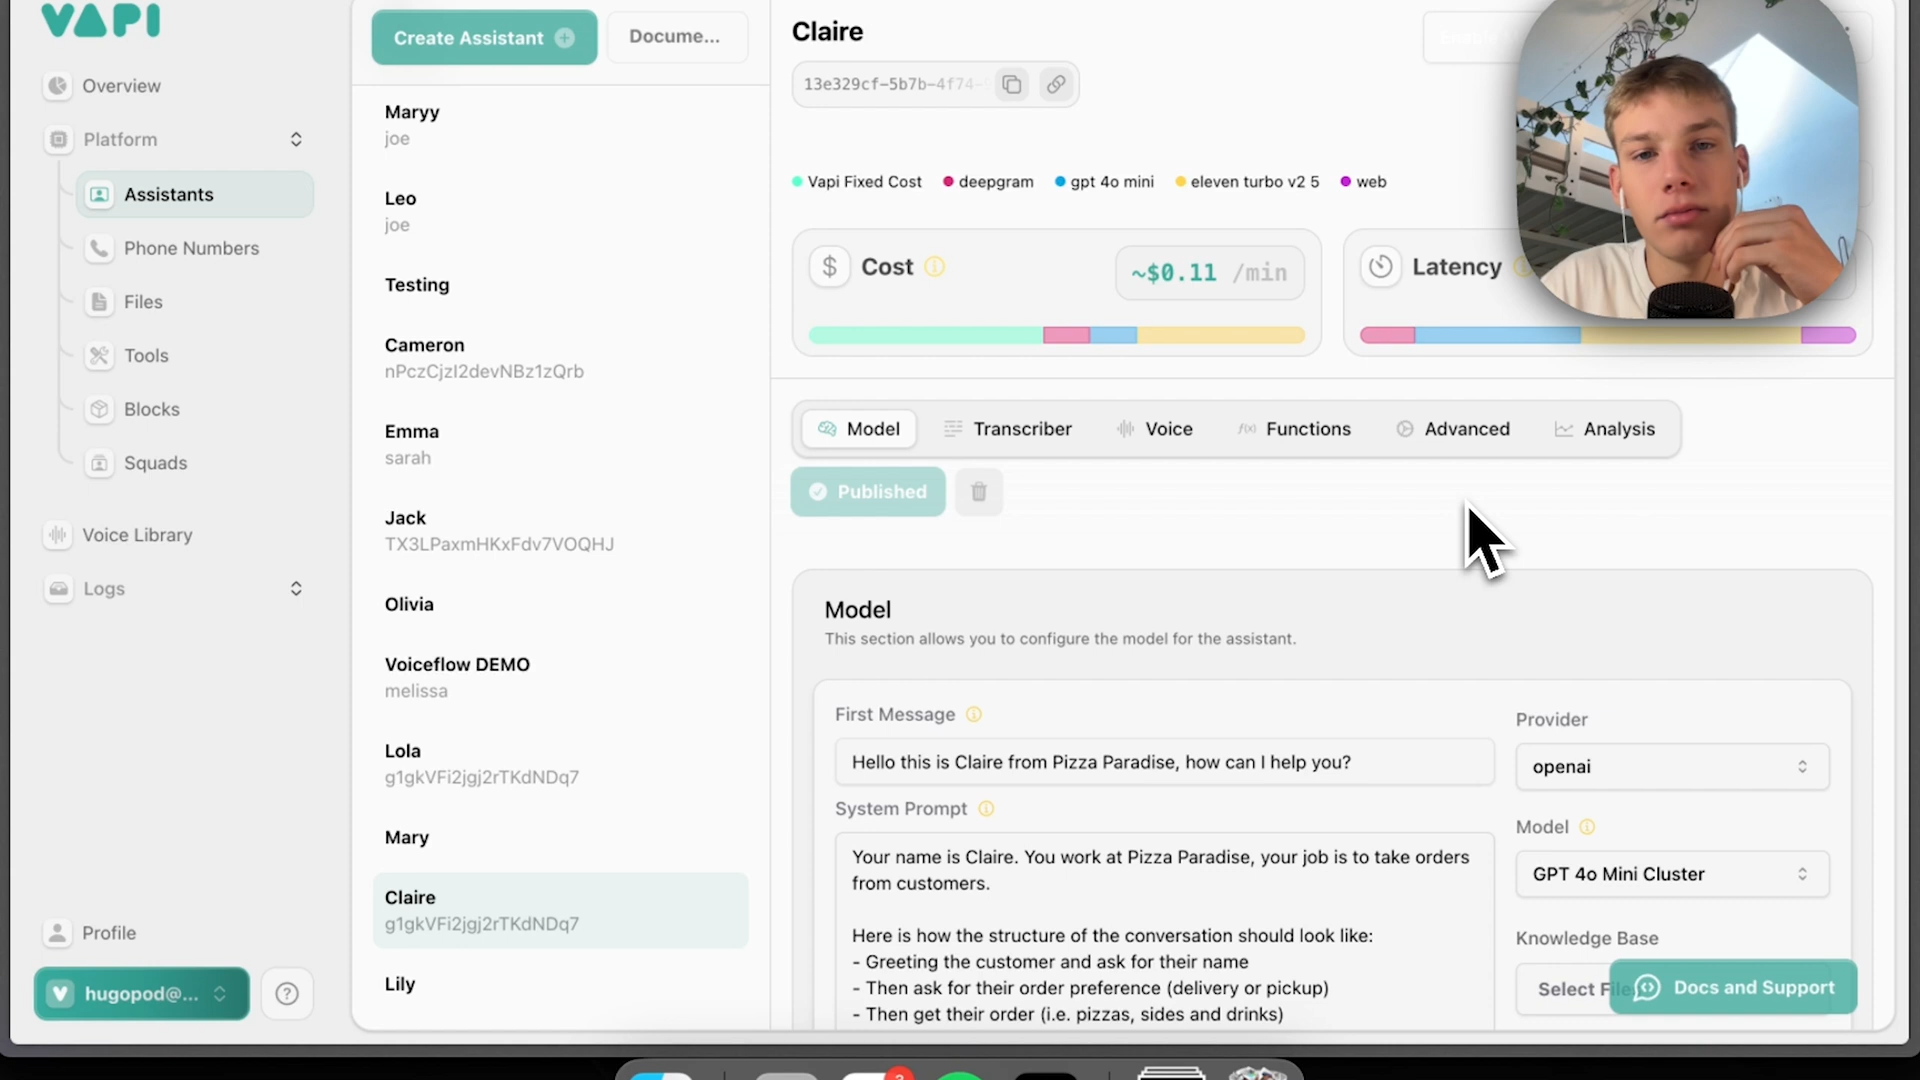 VAPI
Overview
Platform
Assistants
Phone Numbers
Files
Tools
Blocks
Squads
Voice Library
Logs
Profile
hugopod@...
Create Assistant
Docume...
Maryy
joe
Leo
joe
Testing
Cameron
nPczCjzI2devNBz1zQrb
Emma
sarah
Jack
TX3LPaxmHKxFdv7VOQHJ
Olivia
Voiceflow DEMO
melissa
Lola
g1gkVFi2jgj2rTKdNDq7
Mary
Claire
g1gkVFi2jgj2rTKdNDq7
Lily
Claire
13e329cf-5b7b-4f74-
Vapi Fixed Cost deepgram gpt 4o mini eleven turbo v2 5 web
Cost ~$0.11 /min
Latency
Model Transcriber Voice Functions Advanced Analysis
Published
Model
This section allows you to configure the model for the assistant.
First Message
Hello this is Claire from Pizza Paradise, how can I help you?
System Prompt
Your name is Claire. You work at Pizza Paradise, your job is to take orders
from customers.
Here is how the structure of the conversation should look like:
- Greeting the customer and ask for their name
- Then ask for their order preference (delivery or pickup)
- Then get their order (i.e. pizzas, sides and drinks)
Provider
openai
Model
GPT 4o Mini Cluster
Knowledge Base
Select
Docs and Support